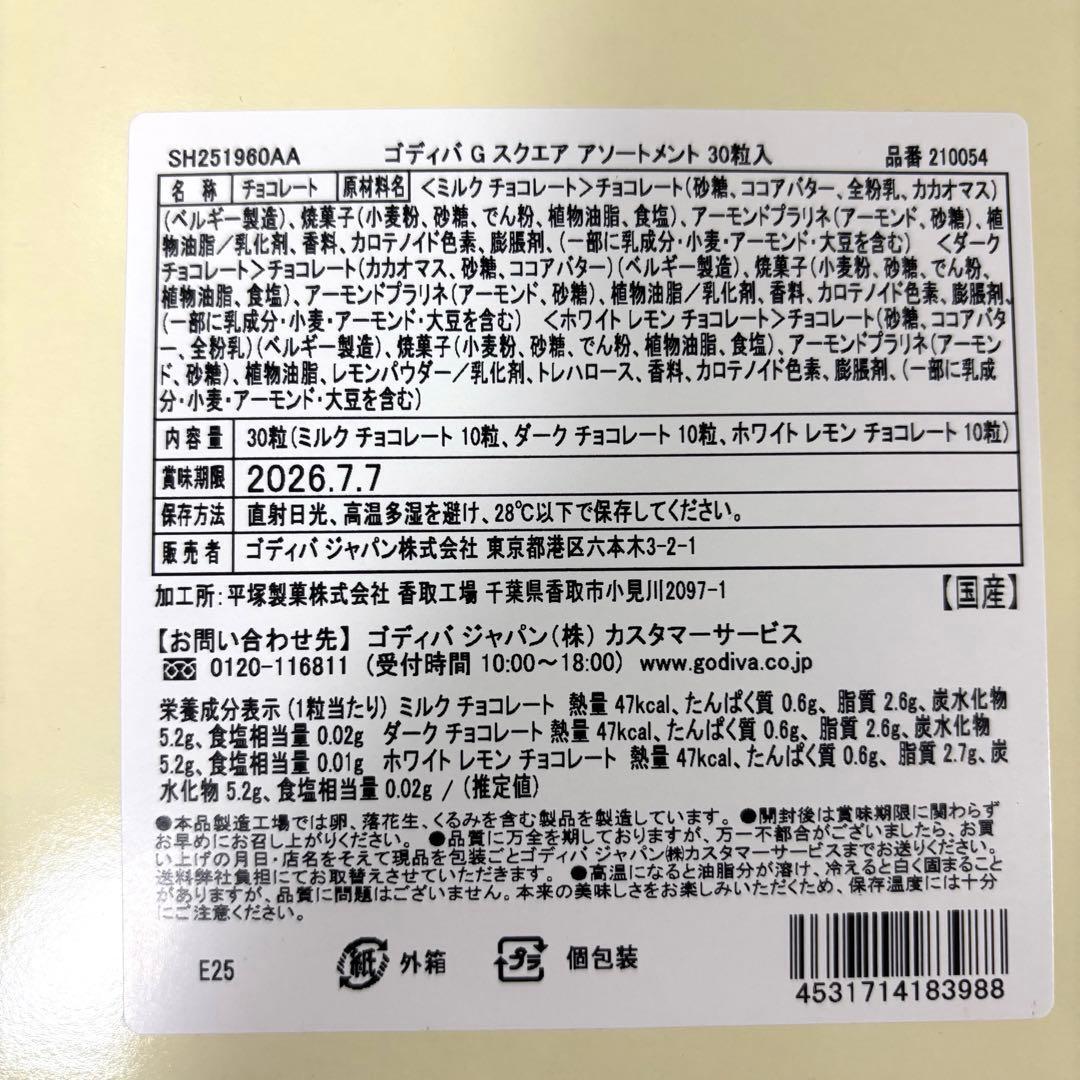 SH251960AA ゴディバ G スクエア アソートメント 30粒入 品番 210054
名 称 チョコレート 原材料名 <ミルク チョコレート>チョコレート(砂糖、ココアバター、全粉乳、カカオマス)
(ベルギー製造)、焼菓子(小麦粉、砂糖、でん粉、植物油脂、食塩)、アーモンドプラリネ(アーモンド、砂糖)、植
物油脂/乳化剤、香料、カロテノイド色素、膨脹剤、(一部に乳成分・小麦・アーモンド・大豆を含む) <ダーク
チョコレート>チョコレート(カカオマス、砂糖、ココアバター)(ベルギー製造)、焼菓子(小麦粉、砂糖、でん粉、
植物油脂、食塩)、アーモンドプラリネ(アーモンド、砂糖)、植物油脂/乳化剤、香料、カロテノイド色素、膨脹剤、
(一部に乳成分・小麦・アーモンド・大豆を含む) <ホワイト レモン チョコレート>チョコレート(砂糖、ココアバタ
ー、全粉乳)(ベルギー製造)、焼菓子(小麦粉、砂糖、でん粉、植物油脂、食塩)、アーモンドプラリネ(アーモン
ド、砂糖)、植物油脂、レモンパウダー/乳化剤、トレハロース、香料、カロテノイド色素、膨脹剤、(一部に乳成
分・小麦・アーモンド・大豆を含む)
内容量 30粒(ミルク チョコレート 10粒、ダーク チョコレート 10粒、ホワイト レモン チョコレート 10粒)
賞味期限 2026.7.7
保存方法 直射日光、高温多湿を避け、28℃以下で保存してください。
販売者 ゴディバ ジャパン株式会社 東京都港区六本木3-2-1
加工所:平塚製菓株式会社 香取工場 千葉県香取市小見川2097-1 【国産】
【お問い合わせ先】 ゴディバ ジャパン(株) カスタマーサービス
0120-116811 (受付時間 10:00～18:00) www.godiva.co.jp
栄養成分表示 (1粒当たり) ミルク チョコレート 熱量 47kcal、たんぱく質 0.6g、脂質 2.6g、炭水化物
5.2g、食塩相当量 0.02g ダーク チョコレート 熱量 47kcal、たんぱく質 0.6g、脂質 2.6g、炭水化物
5.2g、食塩相当量 0.01g ホワイト レモン チョコレート 熱量 47kcal、たんぱく質 0.6g、脂質 2.7g、炭
水化物 5.2g、食塩相当量 0.02g / (推定値)
●本品製造工場では卵、落花生、くるみを含む製品を製造しています。 ●開封後は賞味期限に関わらず
お早めにお召し上がりください。 ●品質に万全を期しておりますが、万一不都合がございましたら、お買
い上げの月日・店名をそえて現品を包装ごとゴディバ ジャパン㈱カスタマーサービスまでお送りください。
送料弊社負担にてお取替えさせていただきます。 ●高温になると油脂分が溶け、冷えると白く固まること
がありますが、品質に問題はございません。本来の美味しさをお楽しみいただくため、保存温度には十分
にご注意ください。
E25 紙 外箱 プラ 個包装
4531714183988